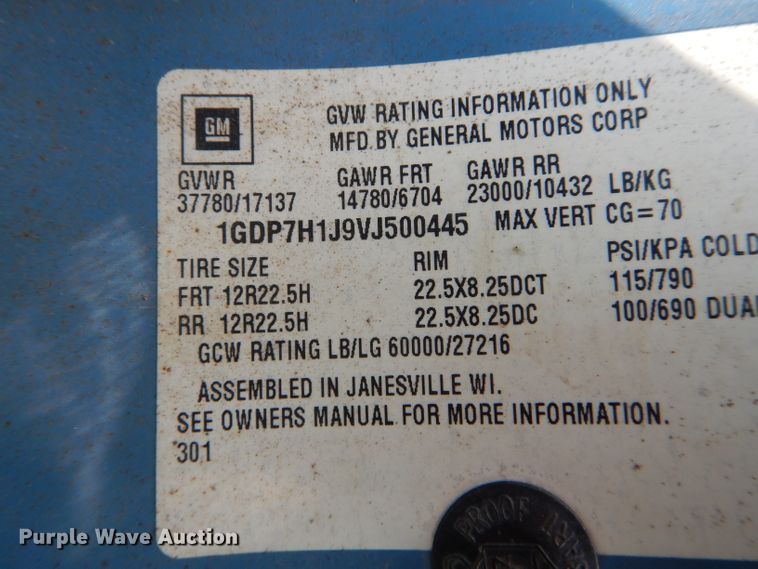 GM
GVW RATING INFORMATION ONLY
MFD BY GENERAL MOTORS CORP
GVWR GAWR FRT GAWR RR
37780/17137 14780/6704 23000/10432 LB/KG
1GDP7H1J9VJ500445 MAX VERT CG=70
TIRE SIZE RIM PSI/KPA COLD
FRT 12R22.5H 22.5X8.25DCT 115/790
RR 12R22.5H 22.5X8.25DC 100/690 DUAL
GCW RATING LB/LG 60000/27216
ASSEMBLED IN JANESVILLE WI.
SEE OWNERS MANUAL FOR MORE INFORMATION.
301
PROOF
Purple Wave Auction